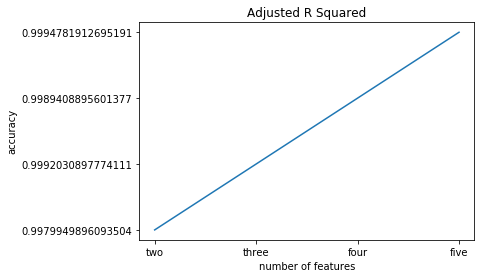 Adjusted R Squared
accuracy
0.9994781912695191
0.9989408895601377
0.9992030897774111
0.9979949896093504
two three four five
number of features